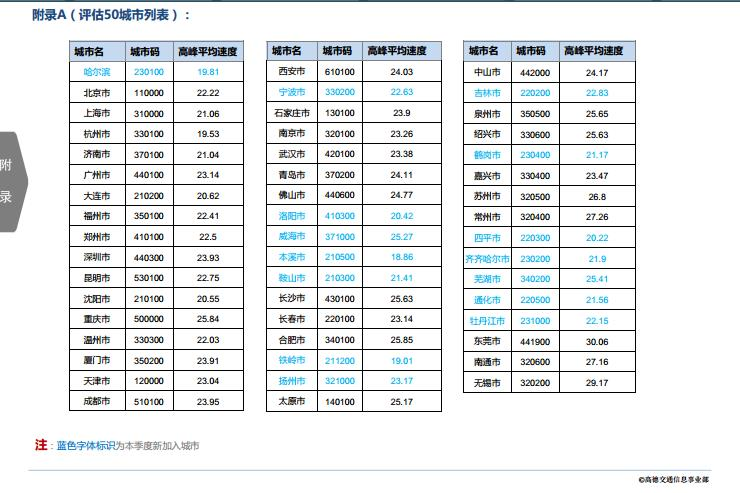 附录A（评估50城市列表）：
附
录
城市名 城市码 高峰平均速度
哈尔滨 230100 19.81
北京市 110000 22.22
上海市 310000 21.06
杭州市 330100 19.53
济南市 370100 21.04
广州市 440100 23.14
大连市 210200 20.62
福州市 350100 22.41
郑州市 410100 22.5
深圳市 440300 23.93
昆明市 530100 22.75
沈阳市 210100 20.55
重庆市 500000 25.84
温州市 330300 22.03
厦门市 350200 23.91
天津市 120000 23.04
成都市 510100 23.95
城市名 城市码 高峰平均速度
西安市 610100 24.03
宁波市 330200 22.63
石家庄市 130100 23.9
南京市 320100 23.26
武汉市 420100 23.38
青岛市 370200 24.11
佛山市 440600 24.77
洛阳市 410300 20.42
威海市 371000 25.27
本溪市 210500 18.86
鞍山市 210300 21.41
长沙市 430100 25.63
长春市 220100 23.14
合肥市 340100 25.85
铁岭市 211200 19.01
扬州市 321000 23.17
太原市 140100 25.17
城市名 城市码 高峰平均速度
中山市 442000 24.17
吉林市 220200 22.83
泉州市 350500 25.65
绍兴市 330600 25.63
鹤岗市 230400 21.17
嘉兴市 330400 23.47
苏州市 320500 26.8
常州市 320400 27.26
四平市 220300 20.22
齐齐哈尔市 230200 21.9
芜湖市 340200 25.41
通化市 220500 21.56
牡丹江市 231000 22.15
东莞市 441900 30.06
南通市 320600 27.16
无锡市 320200 29.17
注：蓝色字体标识为本季度新加入城市
©高德交通信息事业部